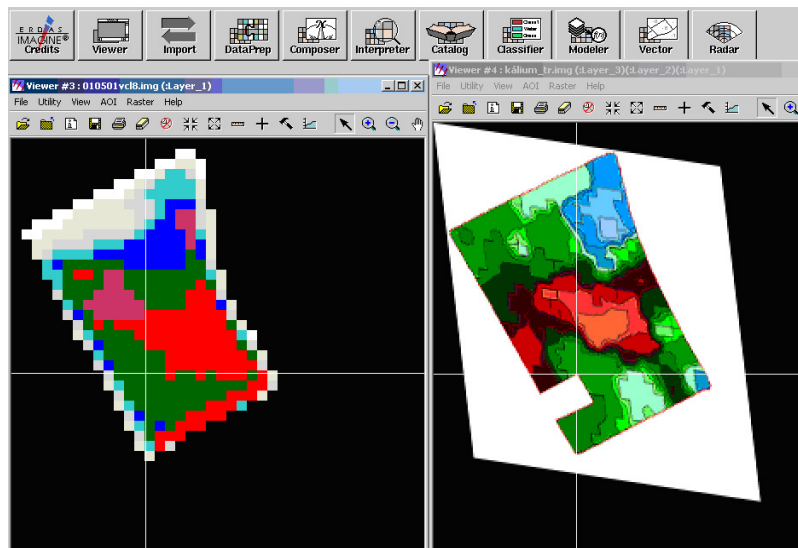 ERDAS
IMAGINE®
Credits
Viewer
Import
DataPrep
Composer
Interpreter
Catalog
Classifier
Modeler
Vector
Radar
Viewer #3 : 010501vcl8.img (:Layer_1)
File Utility View AOI Raster Help
Viewer #4 : kálium_tr.img (:Layer_3)(:Layer_2)(:Layer_1)
File Utility View AOI Raster Help